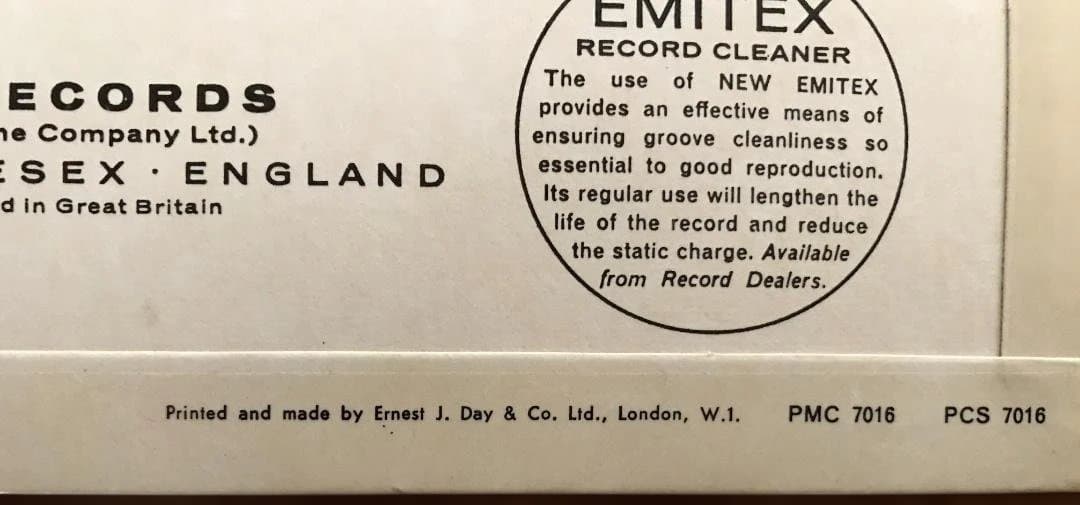 EMITEX
RECORD CLEANER
The use of NEW EMITEX
provides an effective means of
ensuring groove cleanliness so
essential to good reproduction.
Its regular use will lengthen the
life of the record and reduce
the static charge. Available
from Record Dealers.
ECORDS
ne Company Ltd.)
ESEX · ENGLAND
d in Great Britain
Printed and made by Ernest J. Day & Co. Ltd., London, W.1. PMC 7016 PCS 7016